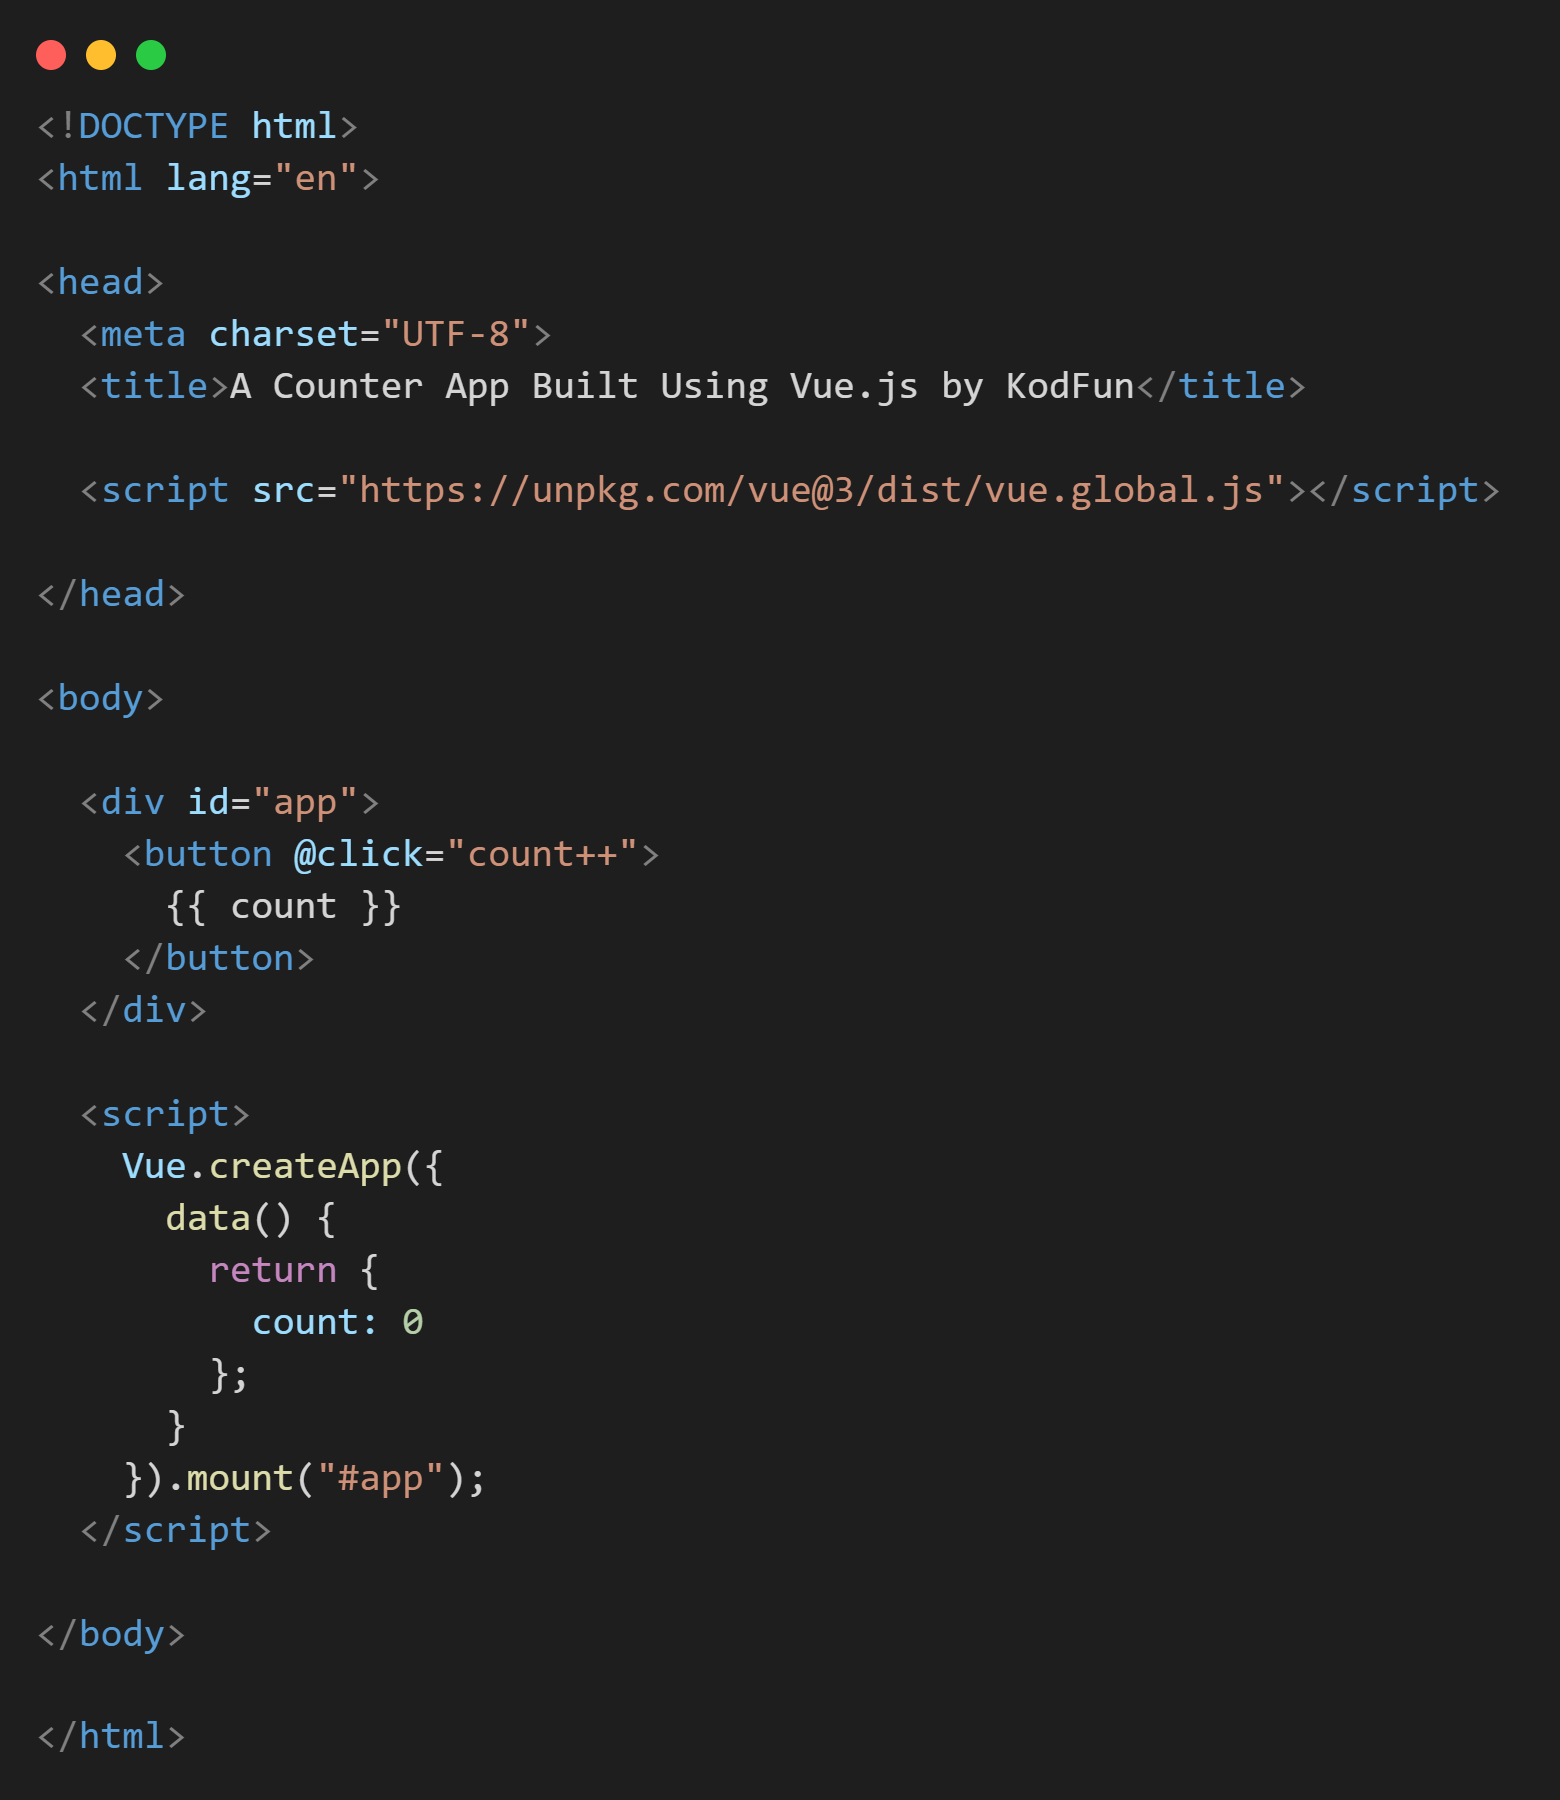 <!DOCTYPE html>
<html lang="en">

<head>
  <meta charset="UTF-8">
  <title>A Counter App Built Using Vue.js by KodFun</title>

  <script src="https://unpkg.com/vue@3/dist/vue.global.js"></script>

</head>

<body>

  <div id="app">
    <button @click="count++">
      {{ count }}
    </button>
  </div>

  <script>
    Vue.createApp({
      data() {
        return {
          count: 0
        };
      }
    }).mount("#app");
  </script>

</body>

</html>